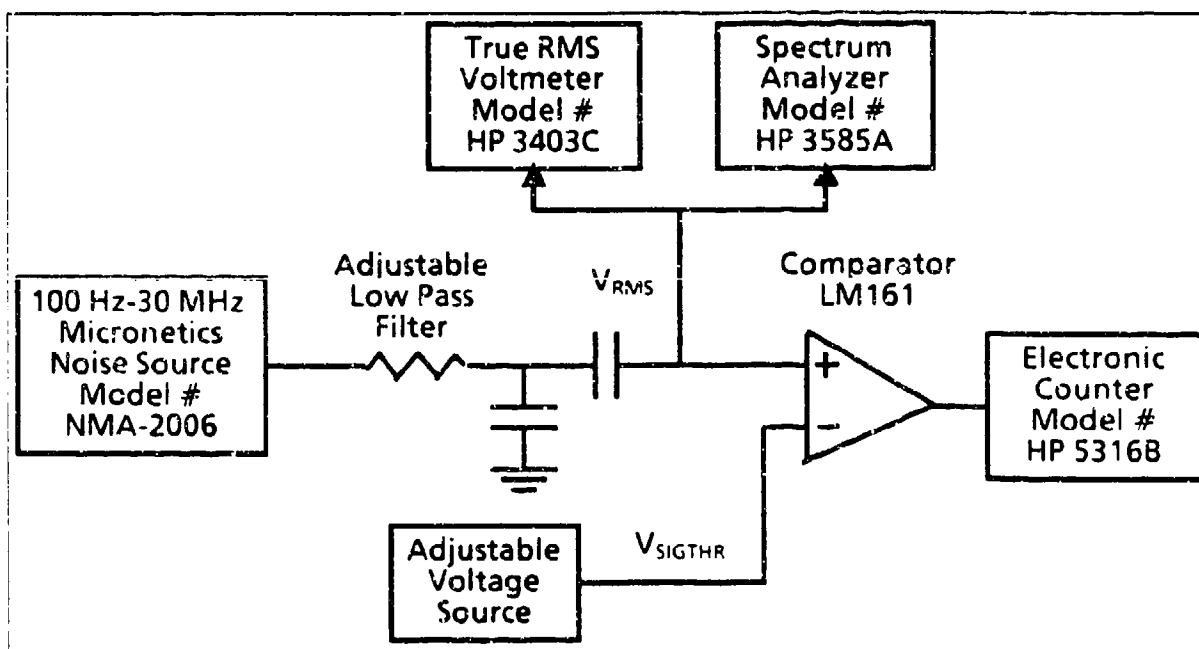 True RMS
Voltmeter
Model #
HP 3403C
Spectrum
Analyzer
Model #
HP 3585A
Adjustable
Low Pass
Filter
V_RMS
Comparator
LM161
100 Hz-30 MHz
Micronetics
Noise Source
Model #
NMA-2006
+
−
Electronic
Counter
Model #
HP 5316B
Adjustable
Voltage
Source
V_SIGTHR